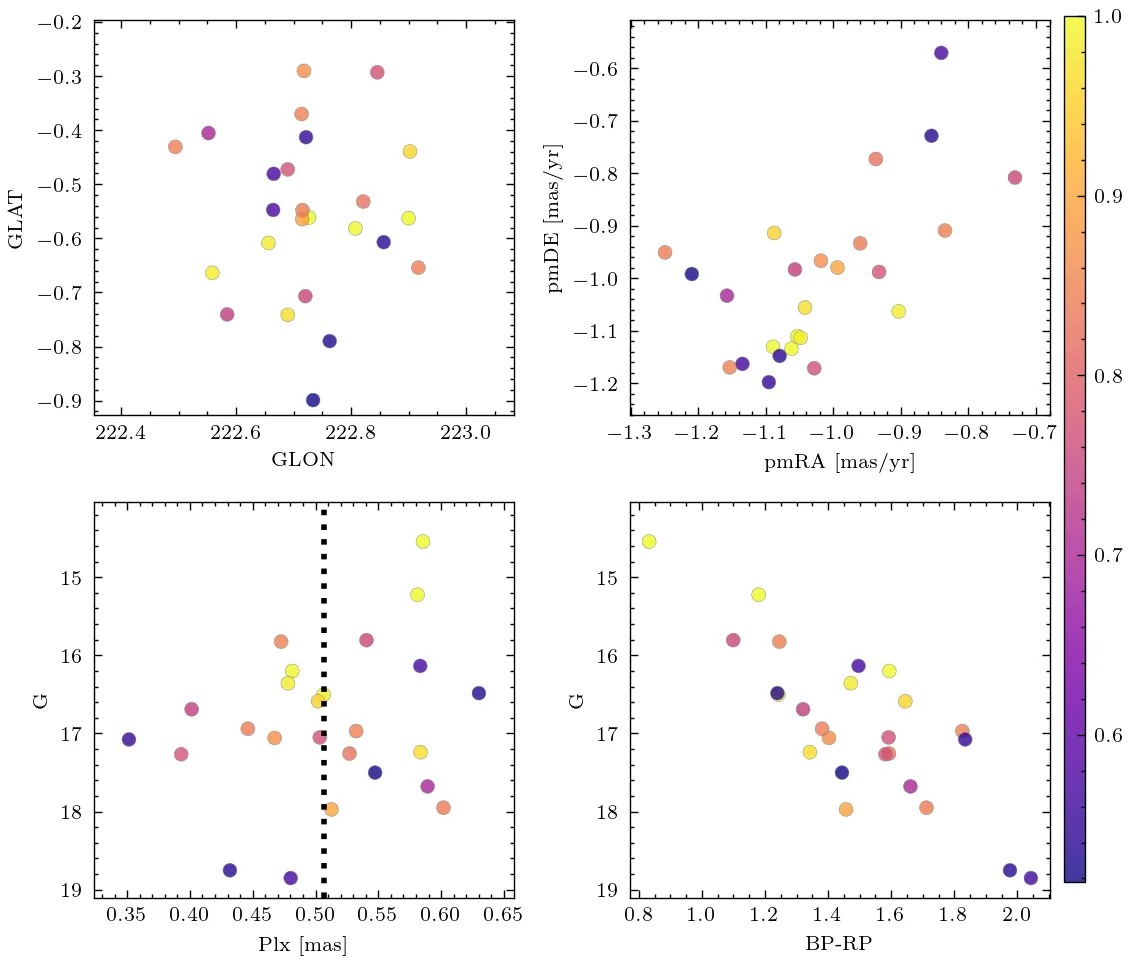 −0.2
−0.3
−0.4
−0.5
−0.6
−0.7
−0.8
−0.9
GLAT
222.4 222.6 222.8 223.0
GLON
−0.6
−0.7
−0.8
−0.9
−1.0
−1.1
−1.2
pmDE [mas/yr]
−1.3 −1.2 −1.1 −1.0 −0.9 −0.8 −0.7
pmRA [mas/yr]
1.0
0.9
0.8
0.7
0.6
15
16
17
18
19
G
0.35 0.40 0.45 0.50 0.55 0.60 0.65
Plx [mas]
15
16
17
18
19
G
0.8 1.0 1.2 1.4 1.6 1.8 2.0
BP-RP